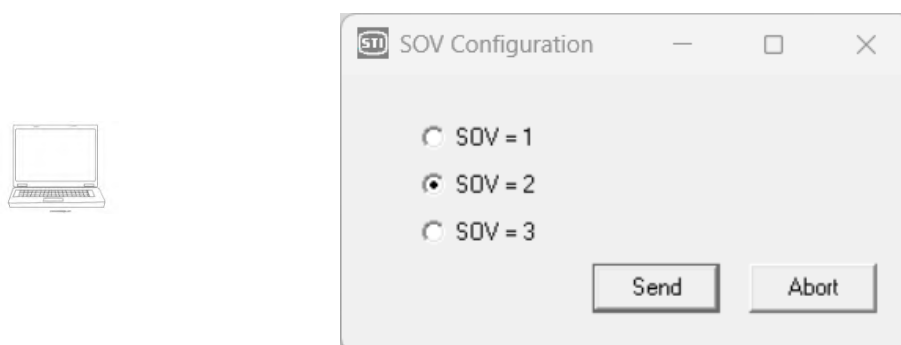 STI SOV Configuration
SOV = 1
SOV = 2
SOV = 3
Send Abort